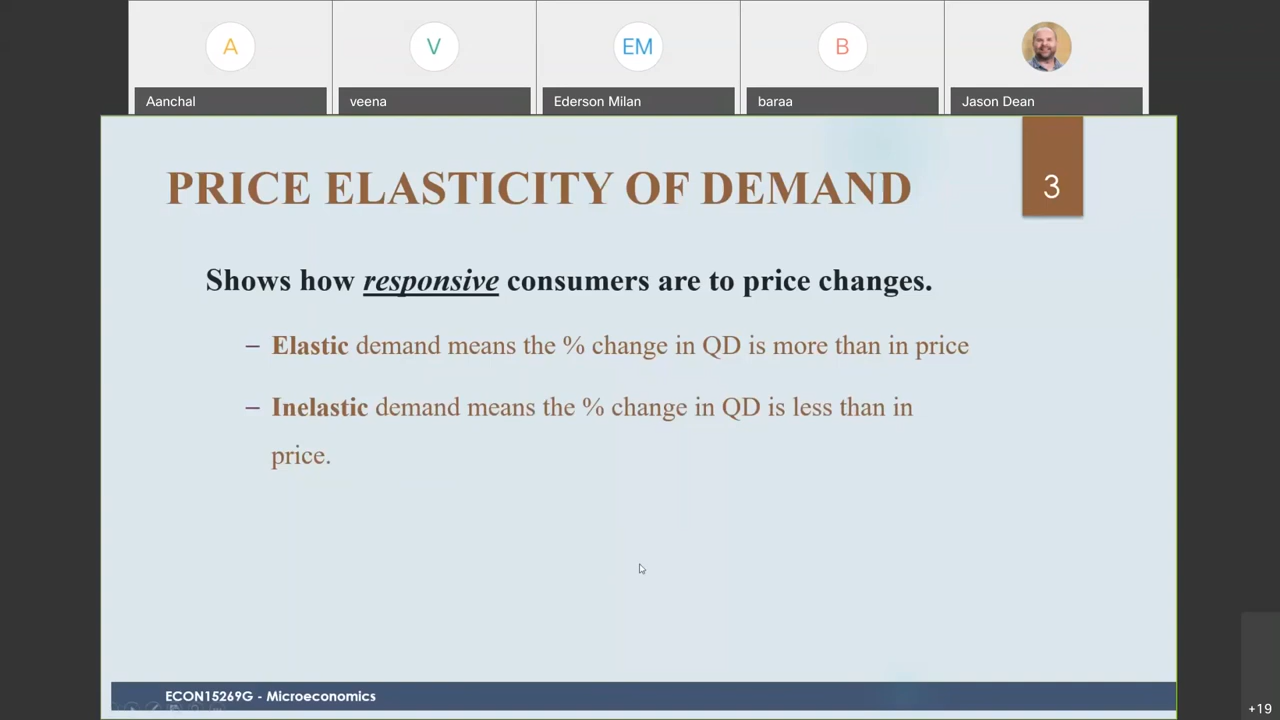 A
V
EM
B
Aanchal
veena
Ederson Milan
baraa
Jason Dean
PRICE ELASTICITY OF DEMAND
3
Shows how responsive consumers are to price changes.
– Elastic demand means the % change in QD is more than in price
– Inelastic demand means the % change in QD is less than in
price.
ECON15269G - Microeconomics
+19